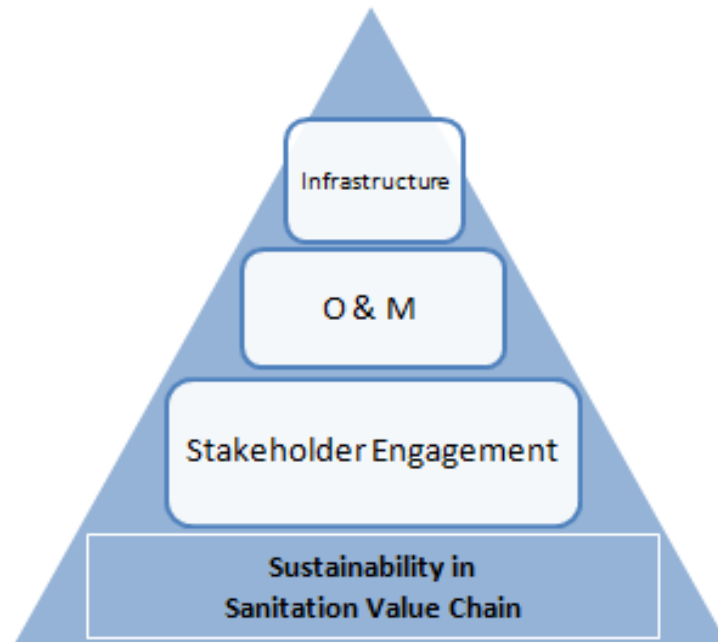 Infrastructure
O & M
Stakeholder Engagement
Sustainability in
Sanitation Value Chain